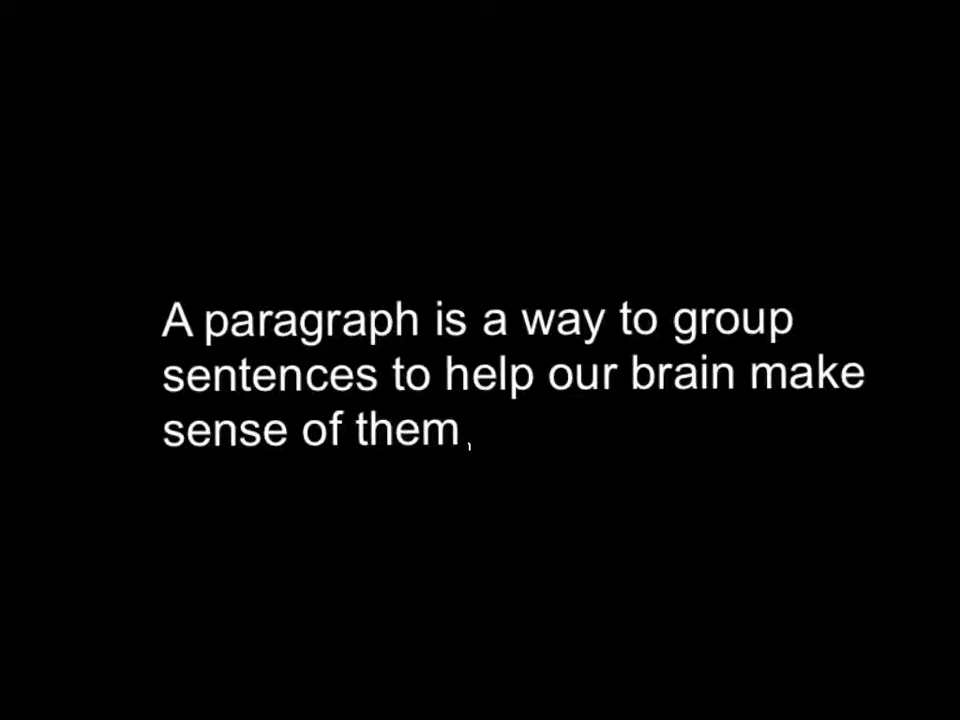 A paragraph is a way to group
sentences to help our brain make
sense of them